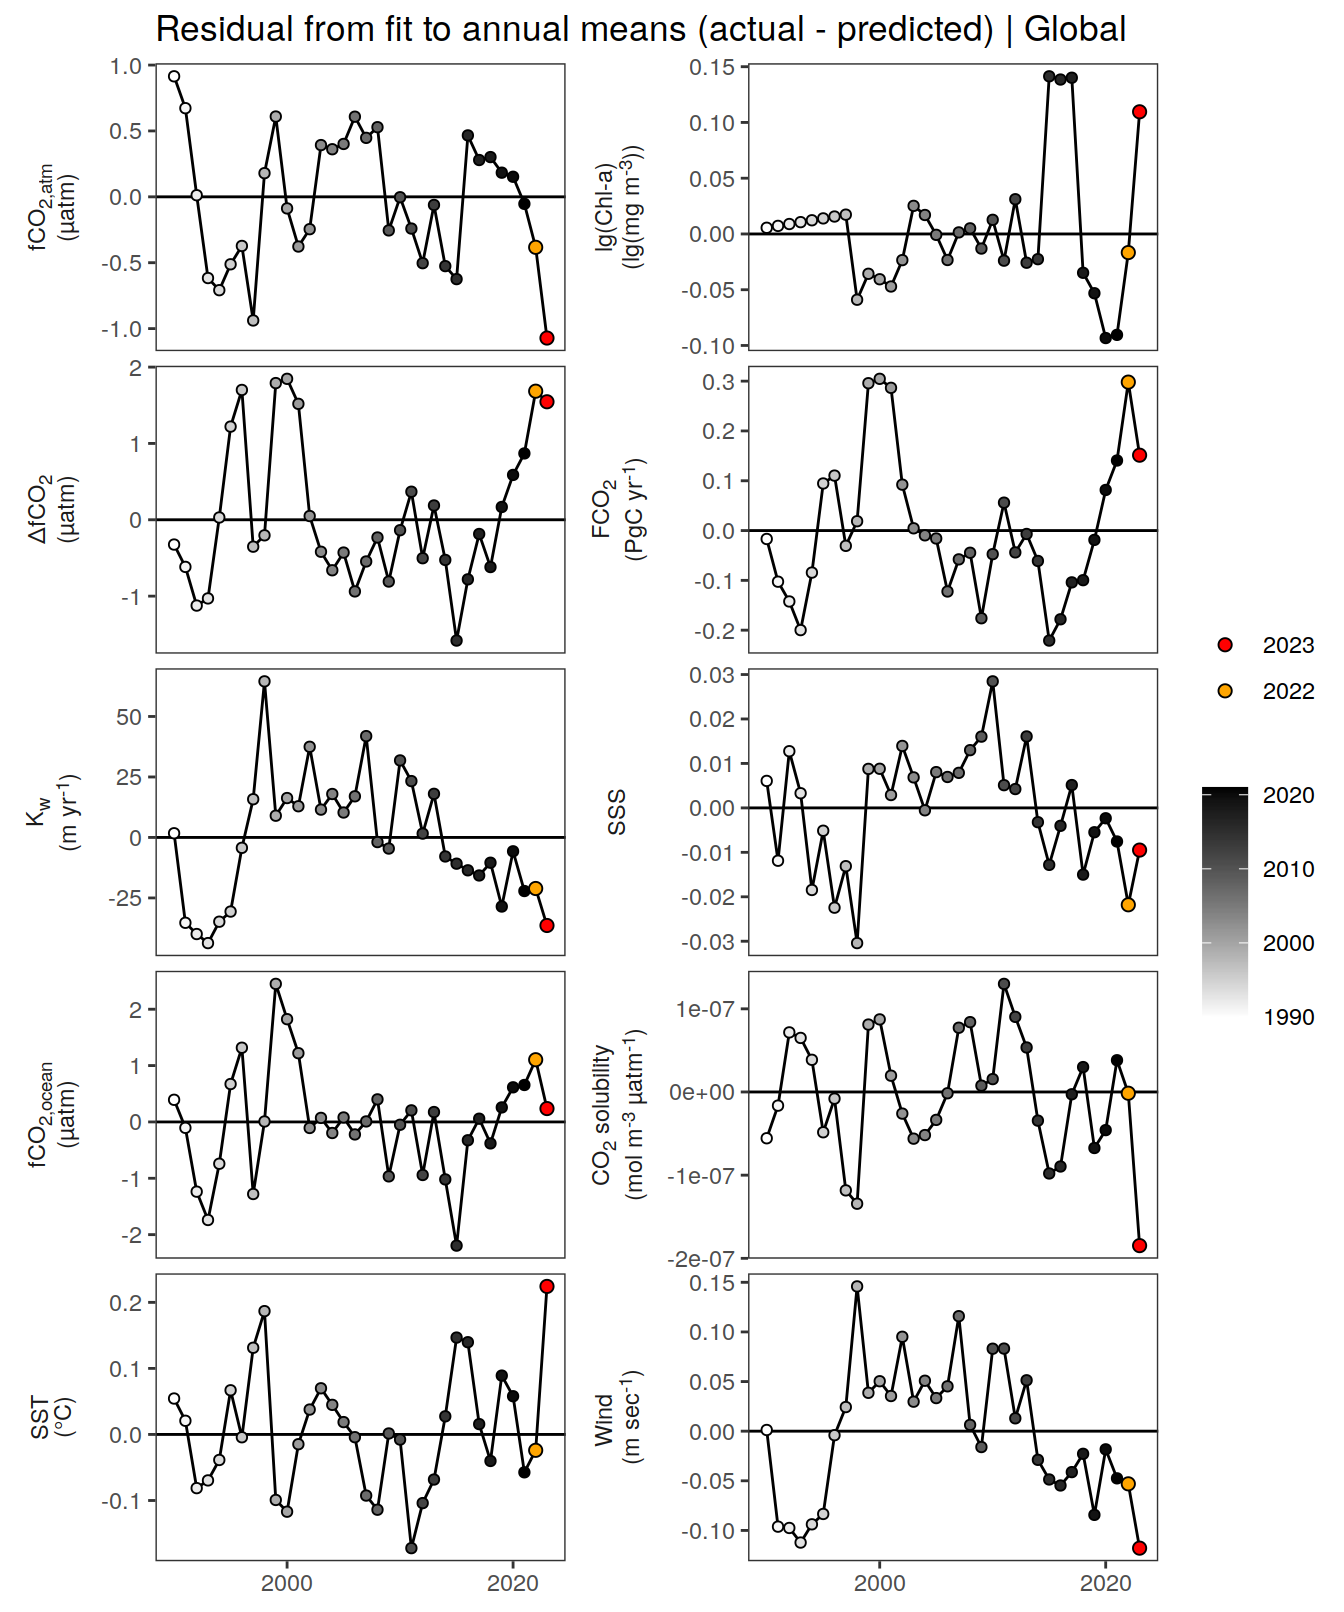 Residual from fit to annual means (actual - predicted) | Global
fCO2,atm
(µatm)
1.0
0.5
0.0
-0.5
-1.0
lg(Chl-a)
(lg(mg m-3))
0.15
0.10
0.05
0.00
-0.05
-0.10
ΔfCO2
(µatm)
2
1
0
-1
FCO2
(PgC yr-1)
0.3
0.2
0.1
0.0
-0.1
-0.2
Kw
(m yr-1)
50
25
0
-25
SSS
0.03
0.02
0.01
0.00
-0.01
-0.02
-0.03
fCO2,ocean
(µatm)
2
1
0
-1
-2
CO2 solubility
(mol m-3 µatm-1)
1e-07
0e+00
-1e-07
-2e-07
SST
(°C)
0.2
0.1
0.0
-0.1
2000
2020
Wind
(m sec-1)
0.15
0.10
0.05
0.00
-0.05
-0.10
2000
2020
2023
2022
2020
2010
2000
1990